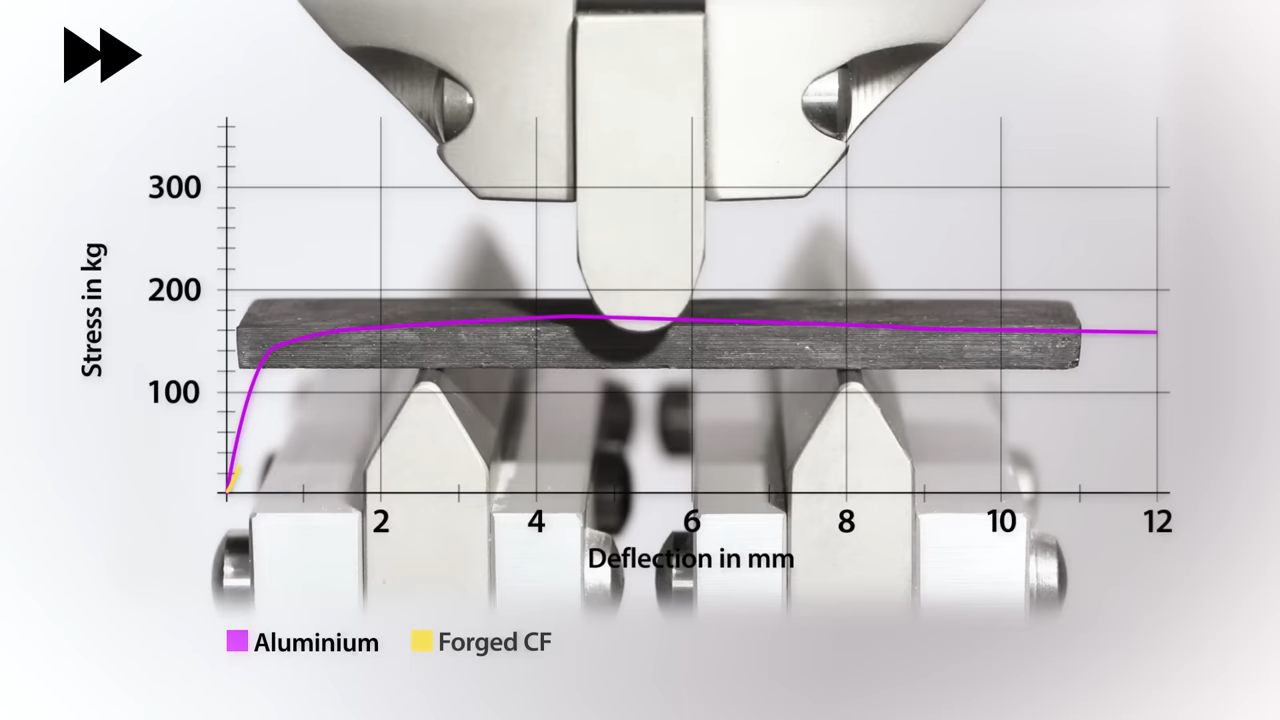 300
200
100
Stress in kg
2 4 6 8 10 12
Deflection in mm
Aluminium Forged CF